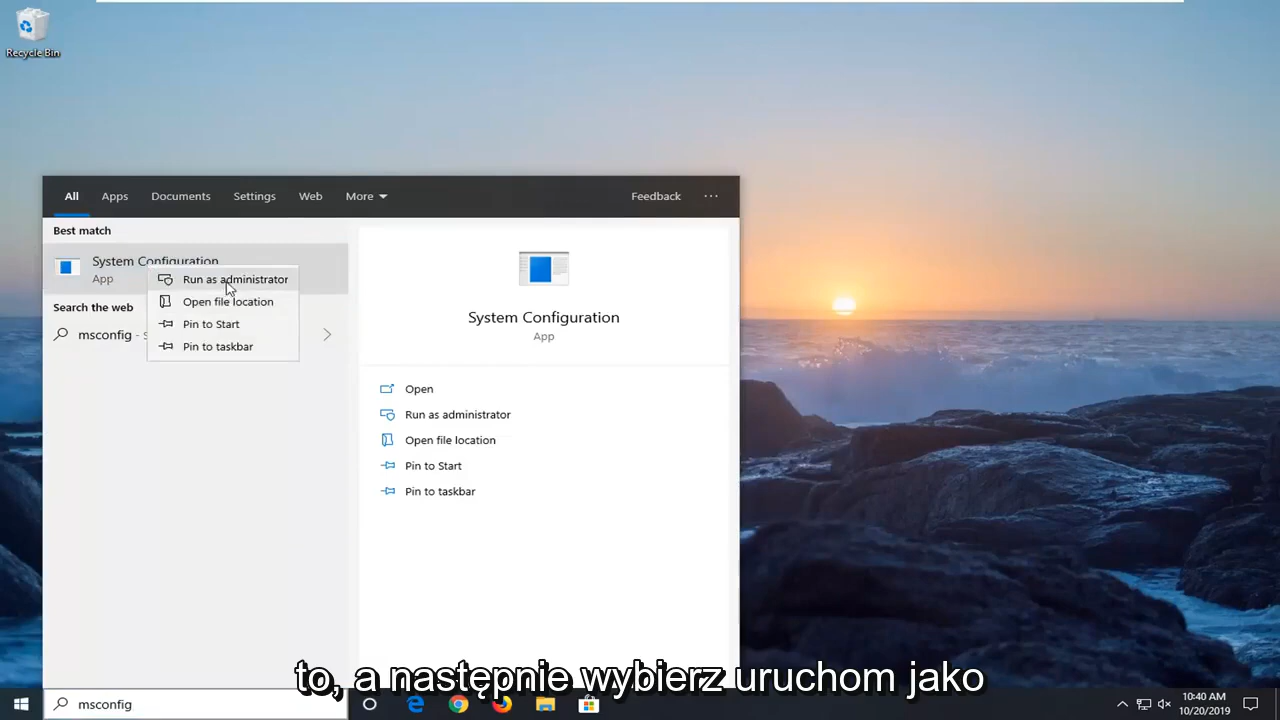 Recycle Bin
All Apps Documents Settings Web More Feedback ...
Best match
System Configuration
App
Run as administrator
Open file location
Pin to Start
Pin to taskbar
Search the web
msconfig - s
System Configuration
App
Open
Run as administrator
Open file location
Pin to Start
Pin to taskbar
to, a następnie wybierz uruchom jako
msconfig
10:40 AM
10/20/2019